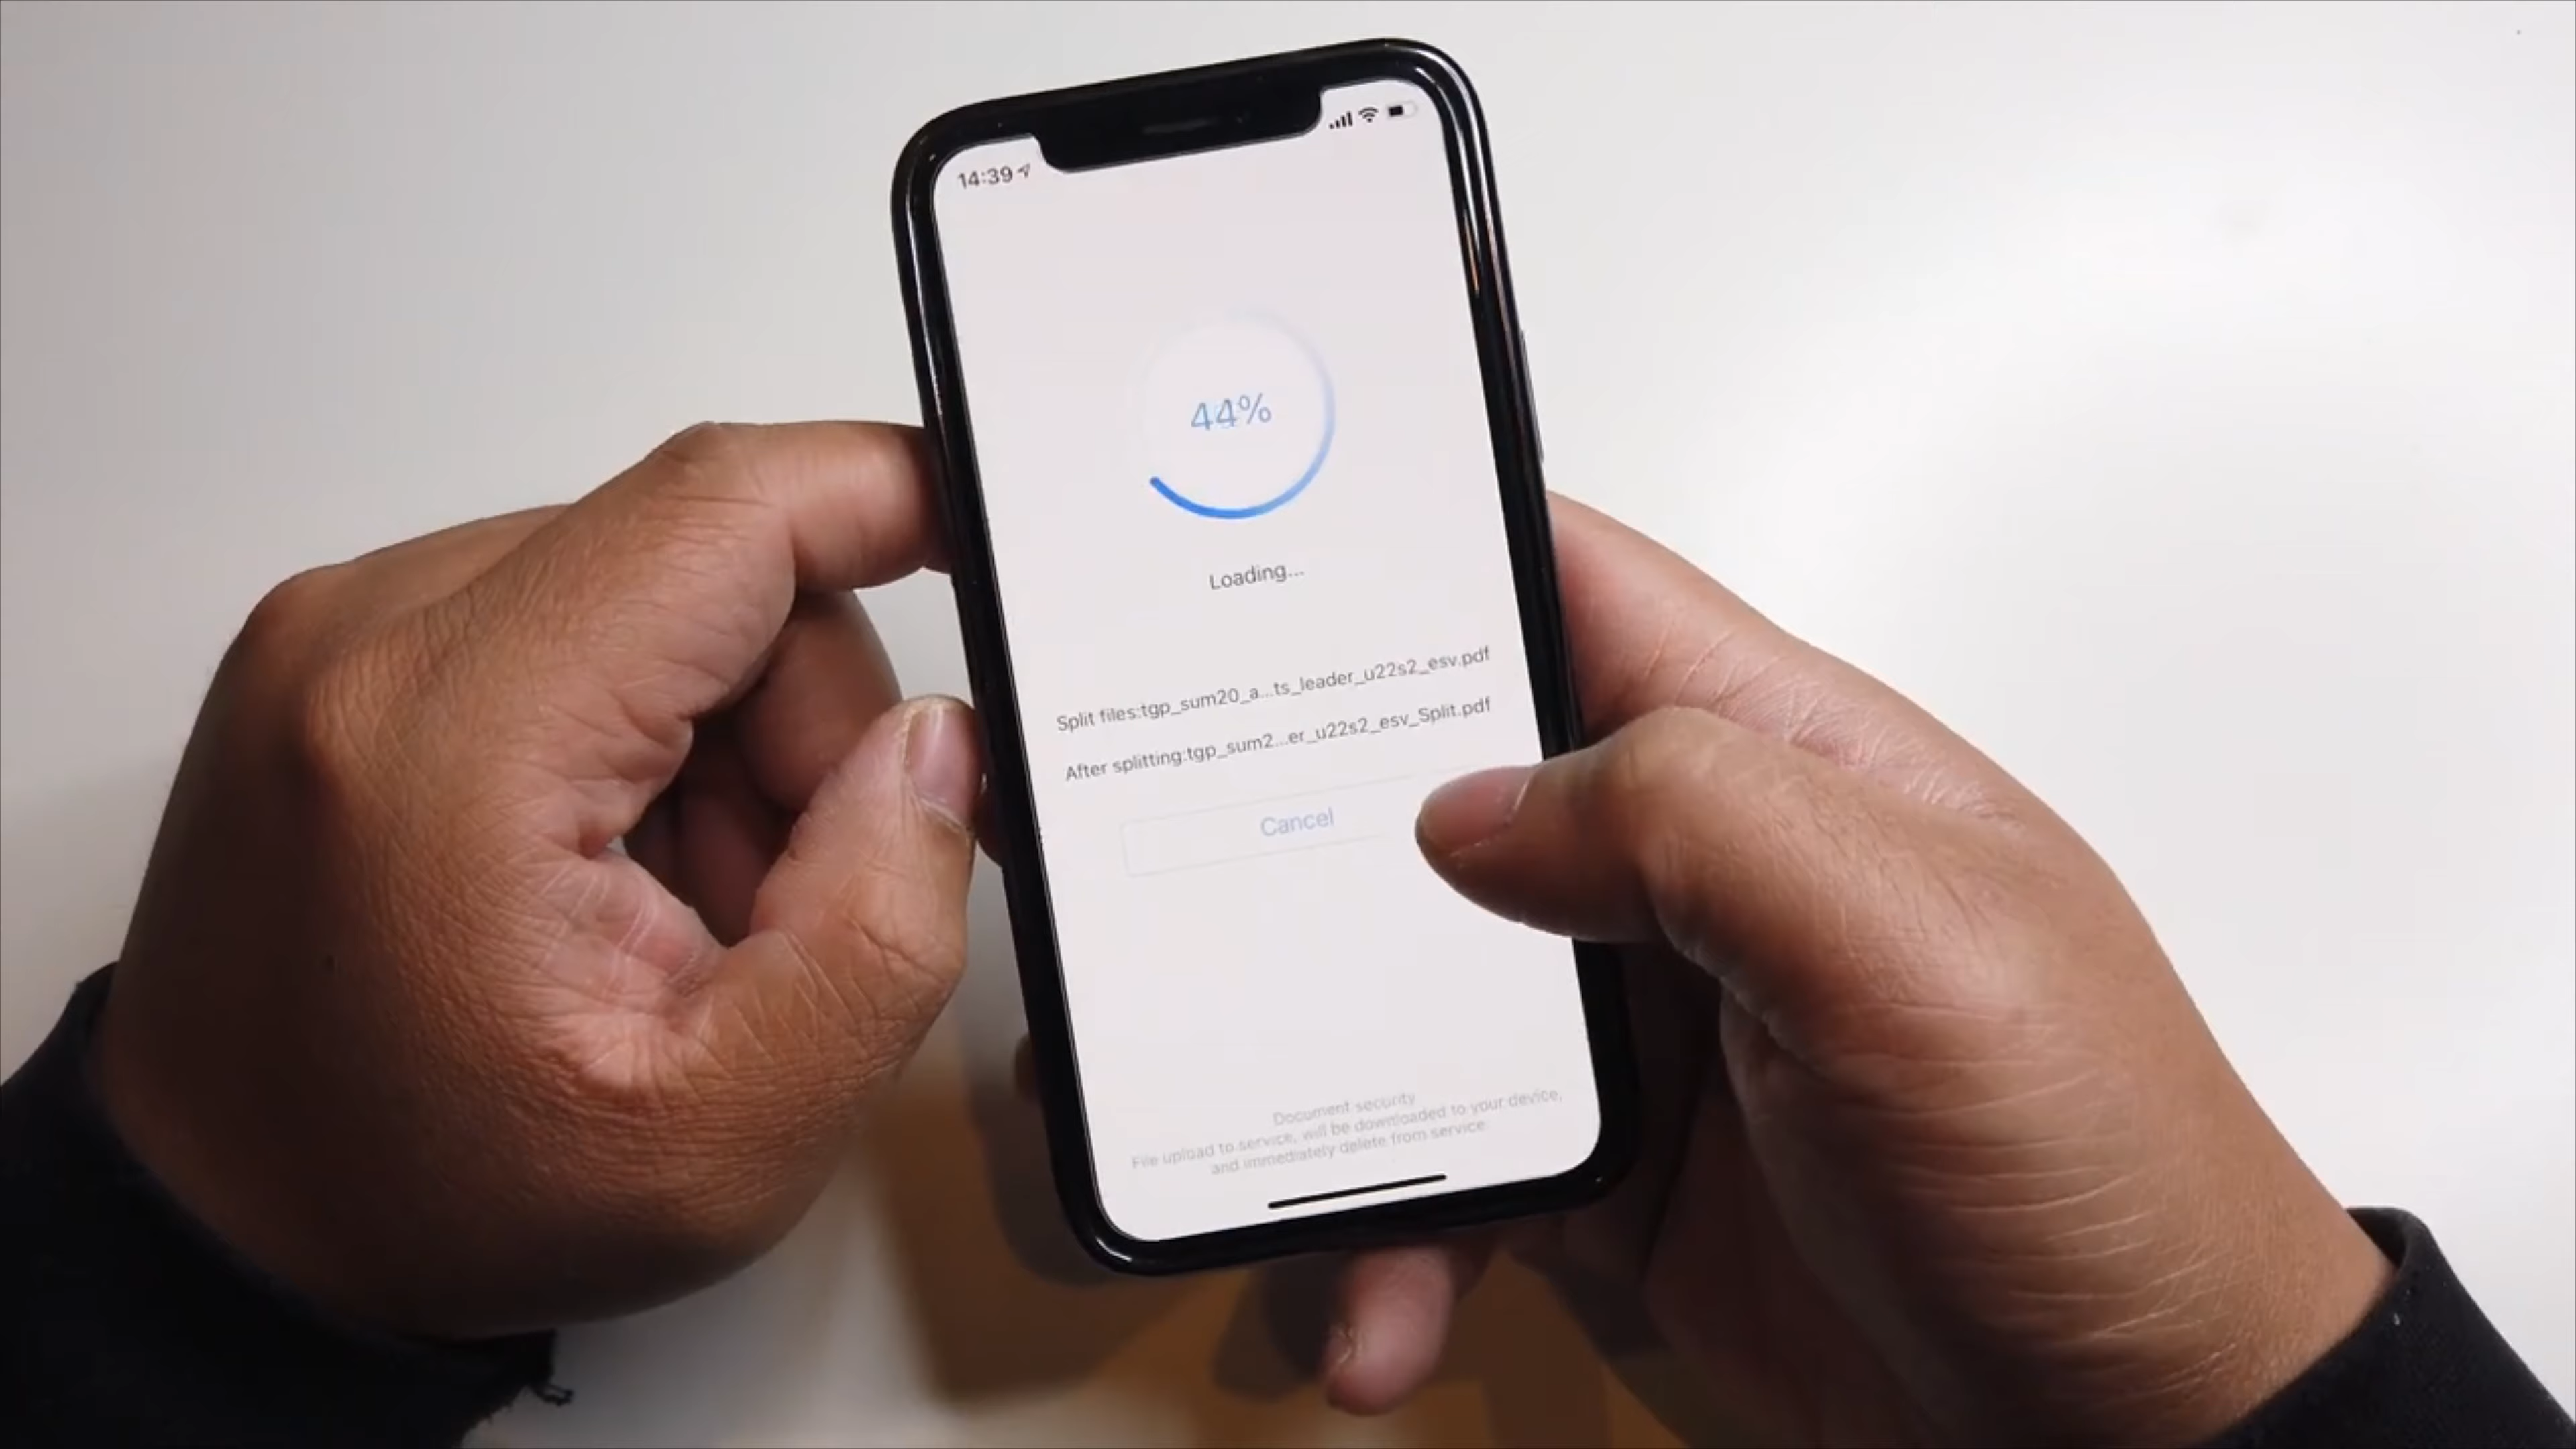 14:39
44%
Loading...
Split files:tgp_sum20_a...ts_leader_u22s2_esv.pdf
After splitting:tgp_sum2...er_u22s2_esv_Split.pdf
Cancel
Document security
File upload to service, will be downloaded to your device,
and immediately delete from service.